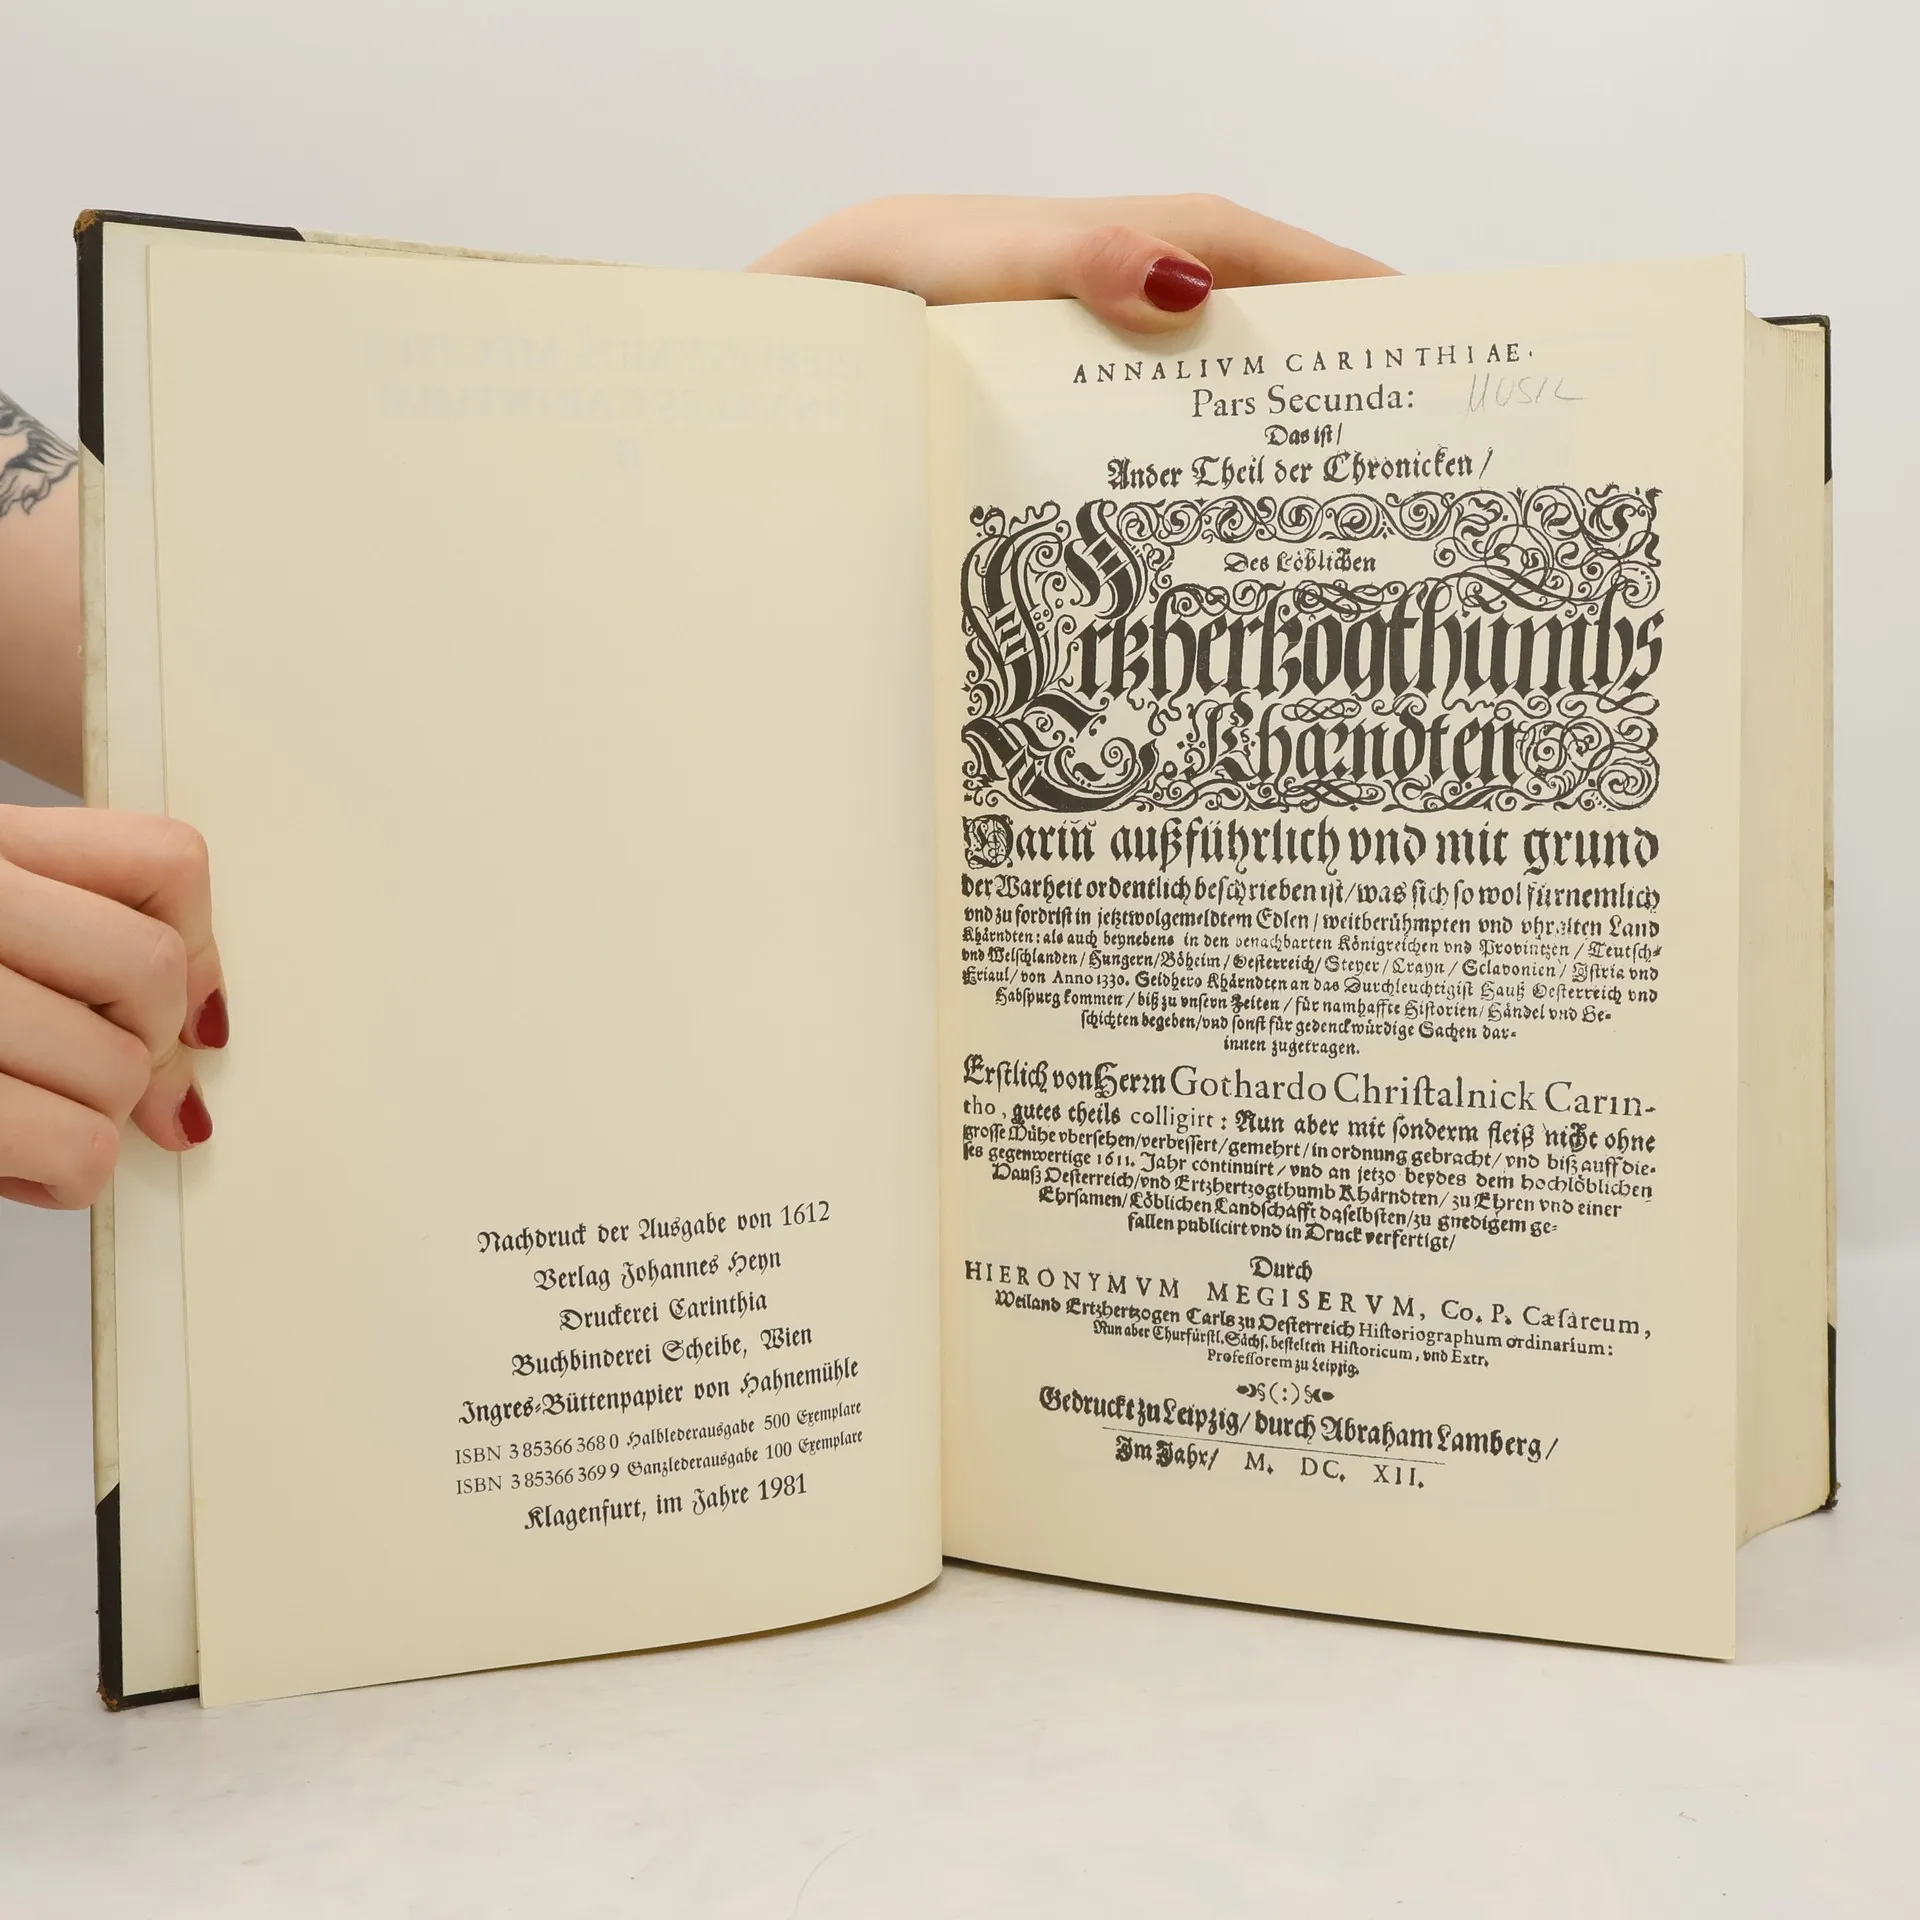 Nachdruck der Ausgabe von 1612
Verlag Johannes Heyn
Druckerei Carinthia
Buchbinderei Scheibe, Wien
Ingres-Büttenpapier von Hahnemühle
ISBN 3 85366 368 0 Halblederausgabe 500 Exemplare
ISBN 3 85366 369 9 Ganzlederausgabe 100 Exemplare
Klagenfurt, im Jahre 1981
ANNALIVM CARINTHIAE.
Pars Secunda:
MUSIL
Das ist/
Ander Theil der Chronicken/
Des Löblichen
Ertzhertzogthumbs
Khärndten
Dariñ außführlich vnd mit grund
der Warheit ordentlich beschrieben ist/was sich so wol fürnemlich
vnd zu fordrist in jetztwolgemeldtem Edlen/weitberühmpten vnd vhralten Land
Khärndten: als auch beynebens in den benachbarten Königreichen vnd Provintzen/Teutsch-
vnd Welschlanden/Hungern/Böheim/Oesterreich/Steyer/Crayn/Sclavonien/Istria vnd
Friaul/von Anno 1330. Seidhero Khärndten an das Durchleuchtigist Hauß Oesterreich vnd
Habspurg kommen/biß zu vnsern Zeiten/für namhaffte Historien/Händel vnd Ge-
schichten begeben/vnd sonst für gedenckwürdige Sachen dar-
innen zugetragen.
Erstlich von Herrn Gothardo Christalnick Carin-
tho, gutes theils colligirt: Nun aber mit sonderm fleiß nicht ohne
grosse Mühe vbersehen/verbessert/gemehrt/in ordnung gebracht/vnd biß auff die-
ses gegenwertige 1611. Jahr continuirt/vnd an jetzo beydes dem hochlöblichen
Hauß Oesterreich/vnd Ertzhertzogthumb Khärndten/zu Ehren vnd einer
Ehrsamen/Löblichen Landschafft daselbsten/zu gnedigem ge-
fallen publicirt vnd in Druck verfertigt/
Durch
HIERONYMVM MEGISERVM, Co. P. Cæsareum,
Weiland Ertzhertzogen Carls zu Oesterreich Historiographum ordinarium:
Nun aber Churfürstl. Sächs. bestelten Historicum, vnd Extr.
Professorem zu Leipzig.
Gedruckt zu Leipzig/durch Abraham Lamberg/
Im Jahr/ M. DC. XII.